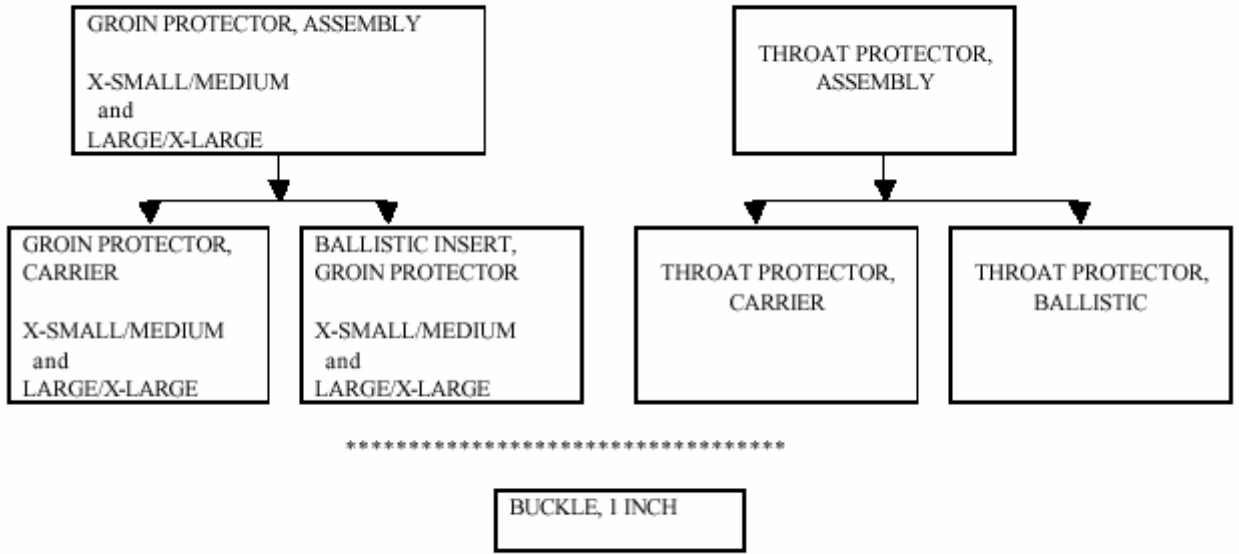 GROIN PROTECTOR, ASSEMBLY
X-SMALL/MEDIUM
and
LARGE/X-LARGE
THROAT PROTECTOR,
ASSEMBLY
GROIN PROTECTOR,
CARRIER
X-SMALL/MEDIUM
and
LARGE/X-LARGE
BALLISTIC INSERT,
GROIN PROTECTOR
X-SMALL/MEDIUM
and
LARGE/X-LARGE
THROAT PROTECTOR,
CARRIER
THROAT PROTECTOR,
BALLISTIC
***********************************
BUCKLE, 1 INCH